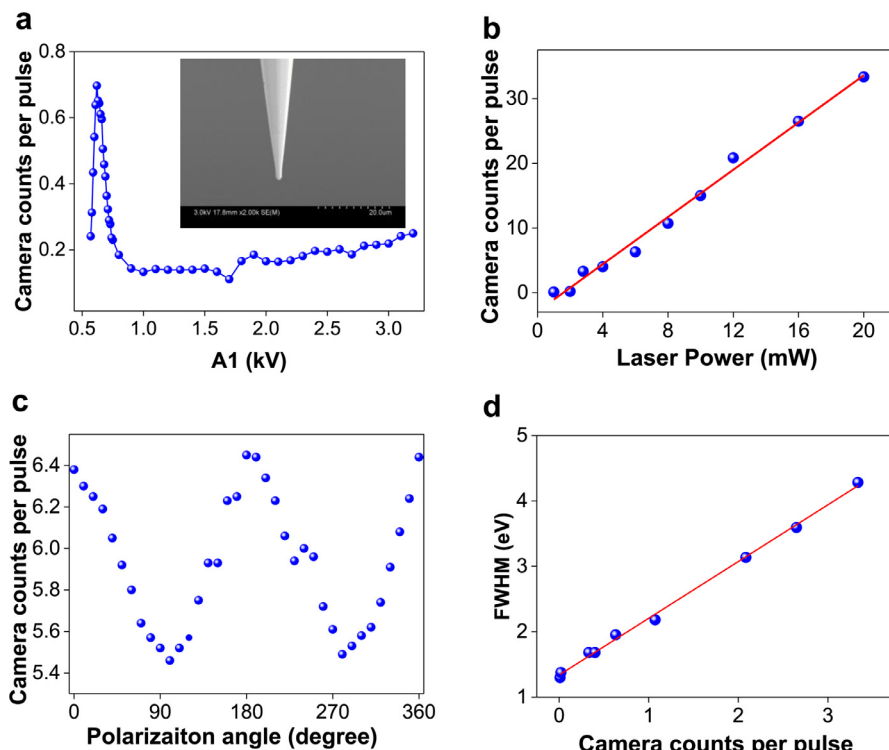 a
Camera counts per pulse
0.8
0.6
0.4
0.2
0.5 1.0 1.5 2.0 2.5 3.0
A1 (kV)
3.0kV 17.8mm x2.00k SE(M)
20.0um
b
Camera counts per pulse
30
20
10
0
0 4 8 12 16 20
Laser Power (mW)
c
Camera counts per pulse
6.4
6.2
6.0
5.8
5.6
5.4
0 90 180 270 360
Polarizaiton angle (degree)
d
FWHM (eV)
5
4
3
2
1
0 1 2 3
Camera counts per pulse